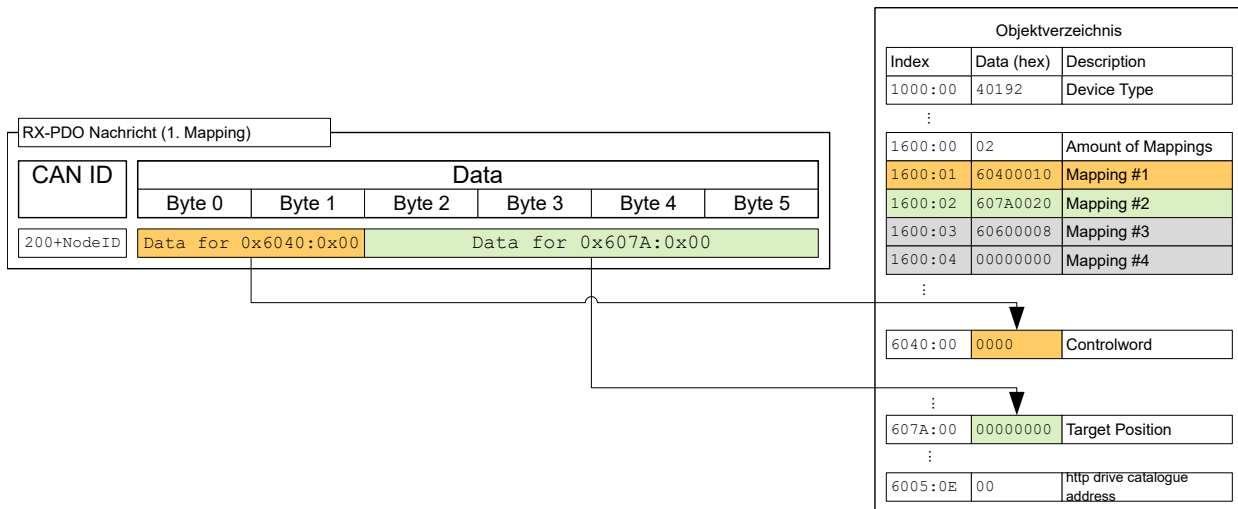 RX-PDO Nachricht (1. Mapping)
CAN ID Data
Byte 0 Byte 1 Byte 2 Byte 3 Byte 4 Byte 5
200+NodeID Data for 0x6040:0x00 Data for 0x607A:0x00
Objektverzeichnis
Index Data (hex) Description
1000:00 40192 Device Type
⋮
1600:00 02 Amount of Mappings
1600:01 60400010 Mapping #1
1600:02 607A0020 Mapping #2
1600:03 60600008 Mapping #3
1600:04 00000000 Mapping #4
⋮
6040:00 0000 Controlword
⋮
607A:00 00000000 Target Position
⋮
6005:0E 00 http drive catalogue
address